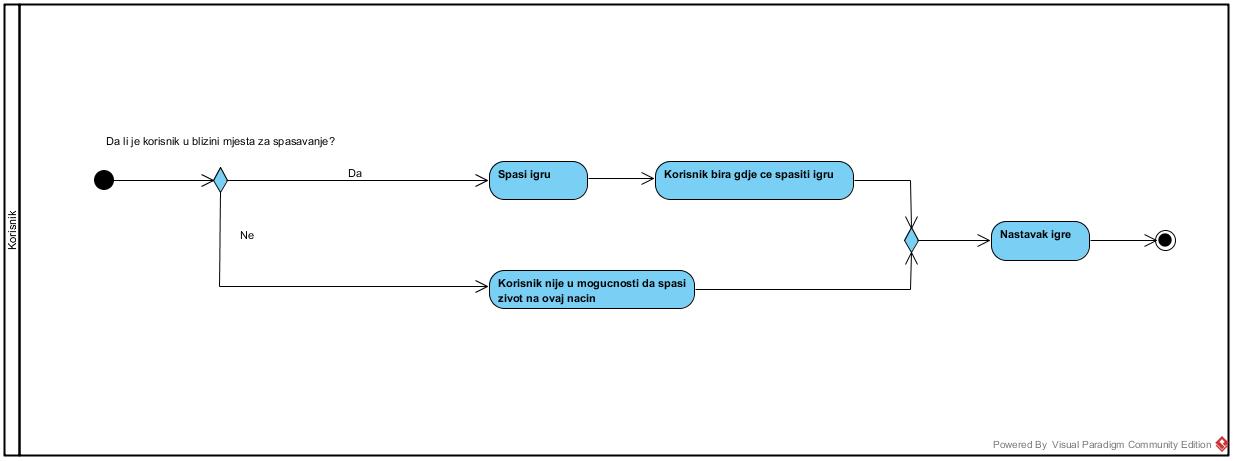 Korisnik
Da li je korisnik u blizini mjesta za spasavanje?
Da
Spasi igru
Korisnik bira gdje ce spasiti igru
Ne
Nastavak igre
Korisnik nije u mogucnosti da spasi
zivot na ovaj nacin
Powered By Visual Paradigm Community Edition